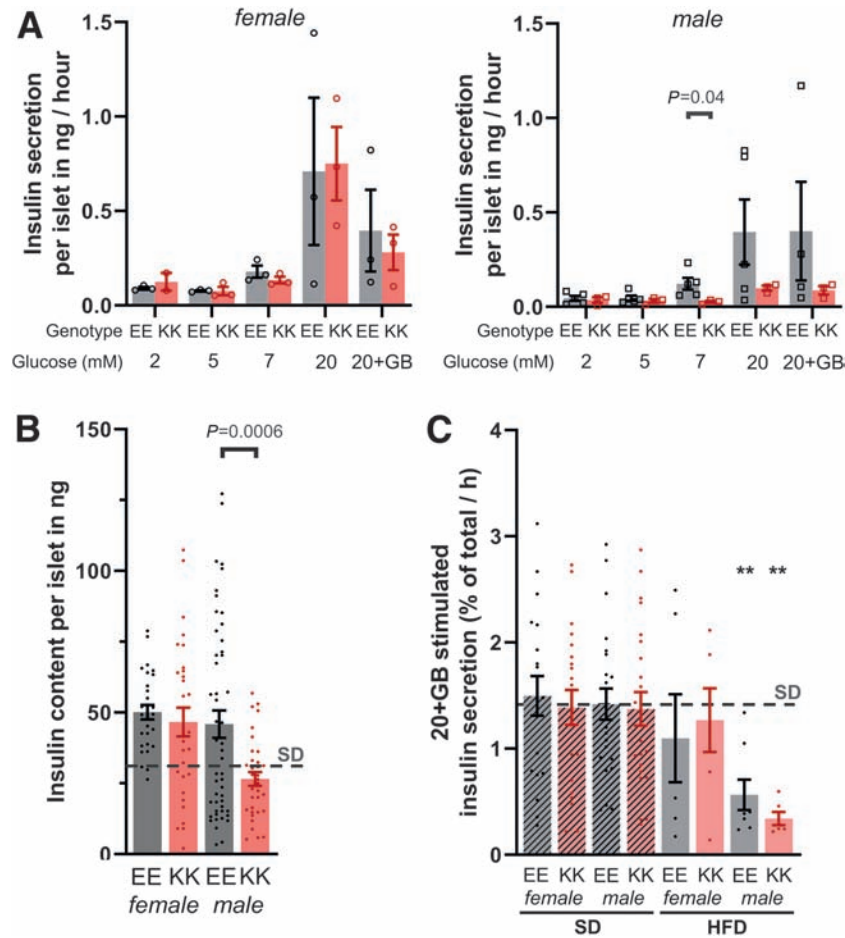 A
female
male
Insulin secretion
per islet in ng / hour
1.5
1.0
0.5
0.0
Genotype EE KK EE KK EE KK EE KK EE KK
Glucose (mM) 2 5 7 20 20+GB
Insulin secretion
per islet in ng / hour
1.5
1.0
0.5
0.0
P=0.04
Genotype EE KK EE KK EE KK EE KK EE KK
Glucose (mM) 2 5 7 20 20+GB
B
Insulin content per islet in ng
150
100
50
0
P=0.0006
SD
EE KK EE KK
female male
C
20+GB stimulated
insulin secretion (% of total / h)
4
3
2
1
0
** **
SD
EE KK EE KK EE KK EE KK
female male female male
SD HFD